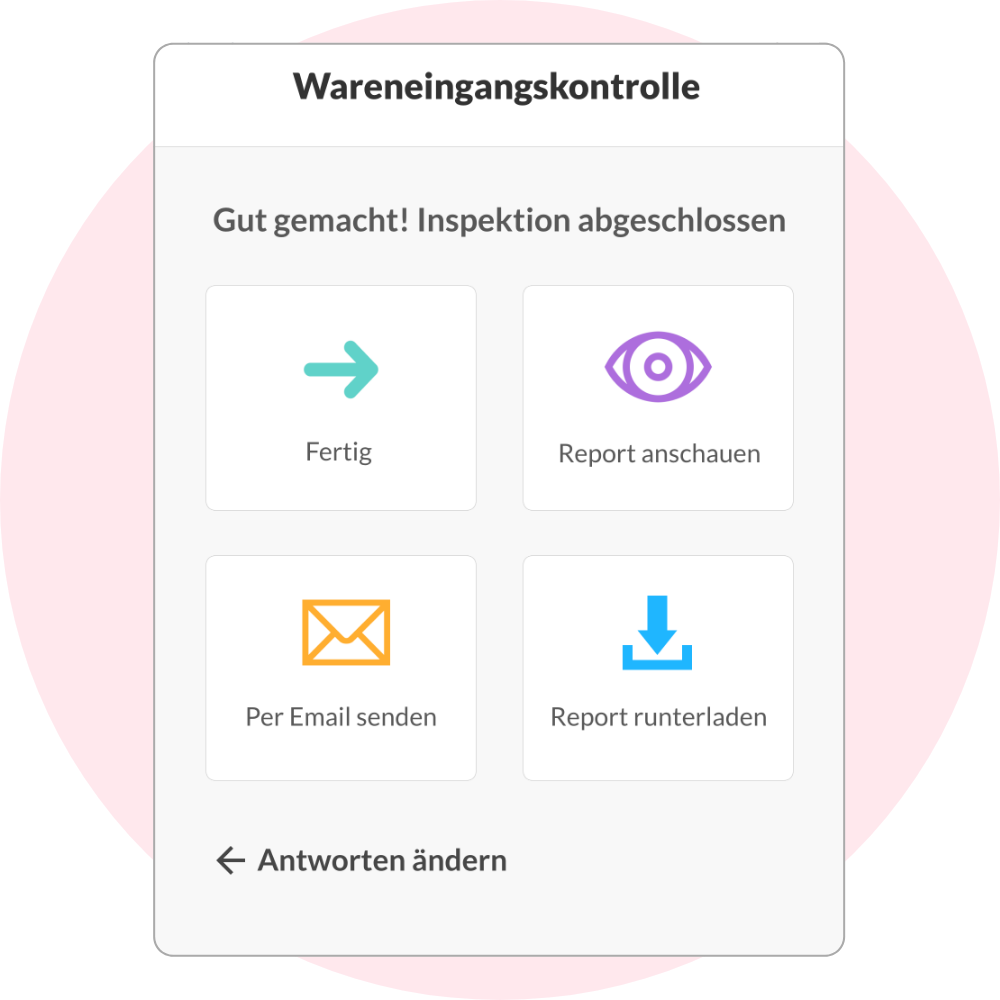 Wareneingangskontrolle
Gut gemacht! Inspektion abgeschlossen
Fertig
Report anschauen
Per Email senden
Report runterladen
Antworten ändern